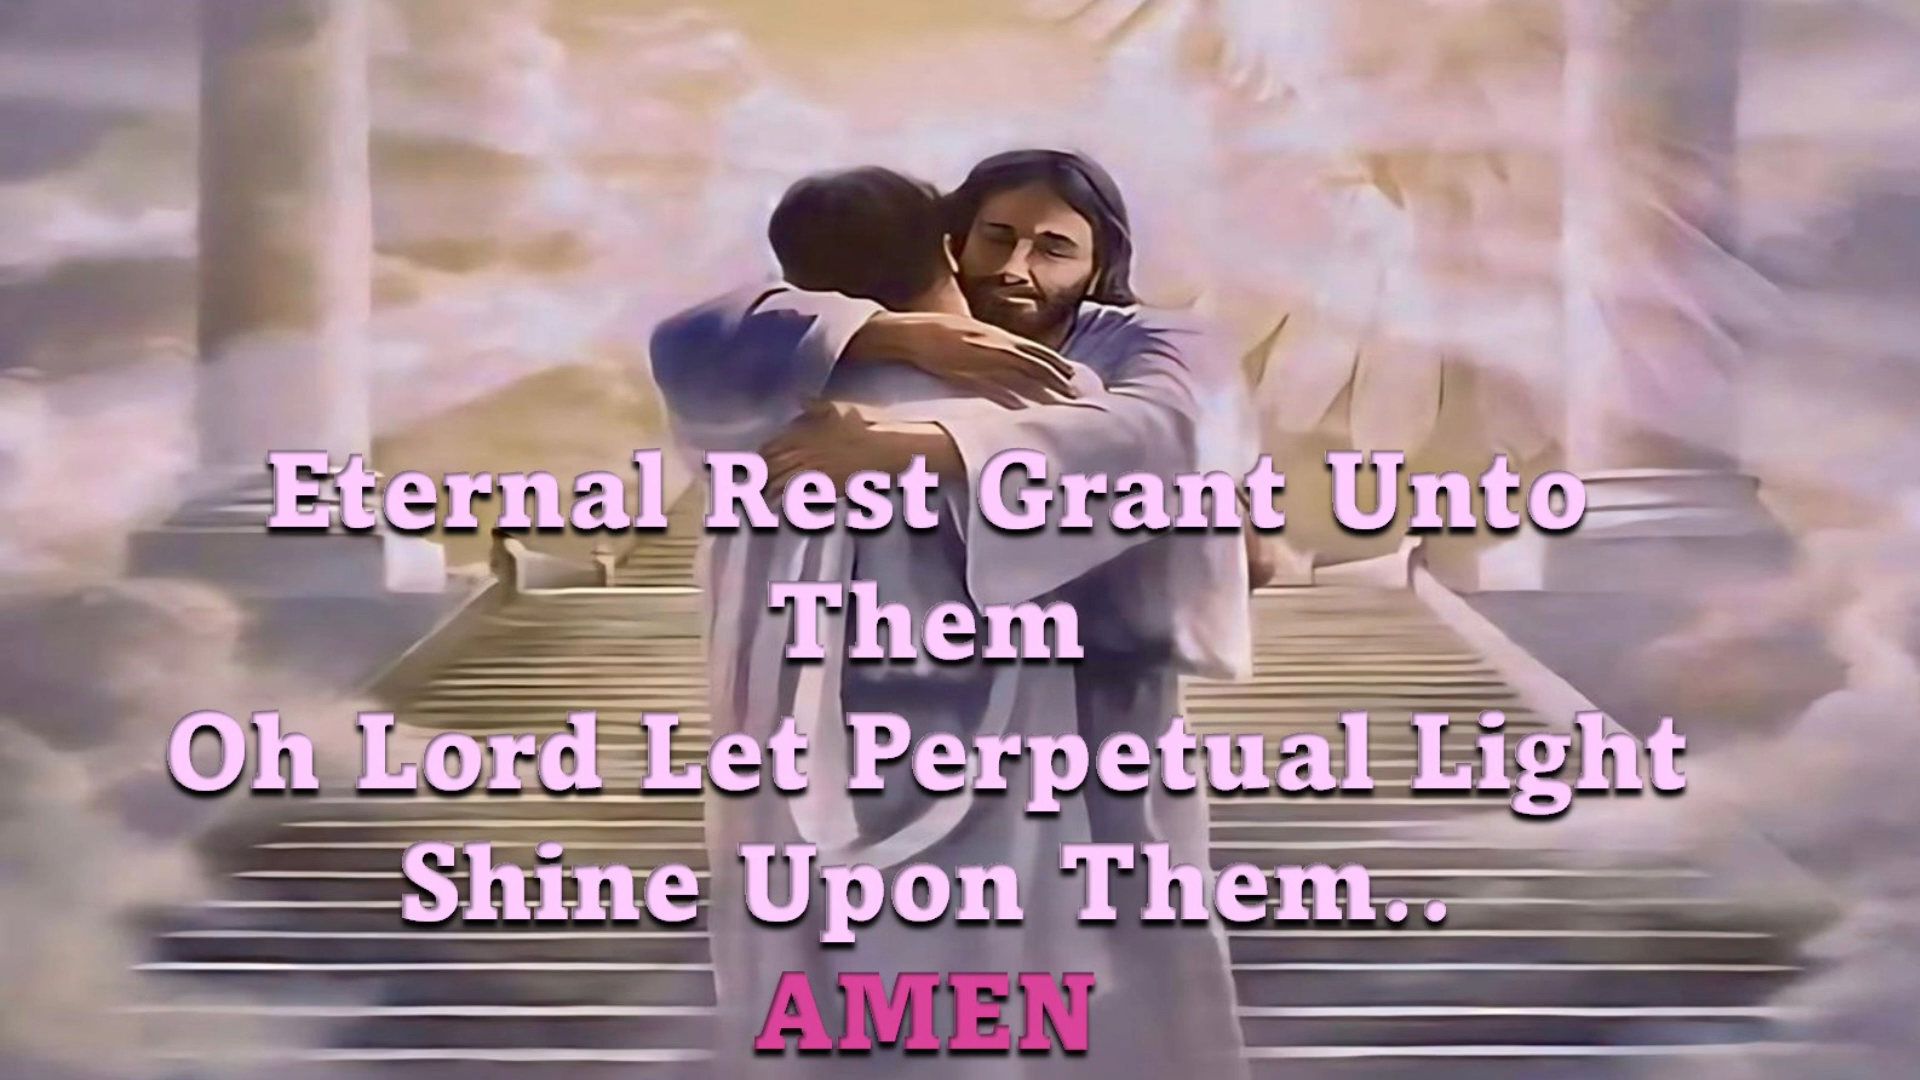 Eternal Rest Grant Unto
Them
Oh Lord Let Perpetual Light
Shine Upon Them..
AMEN